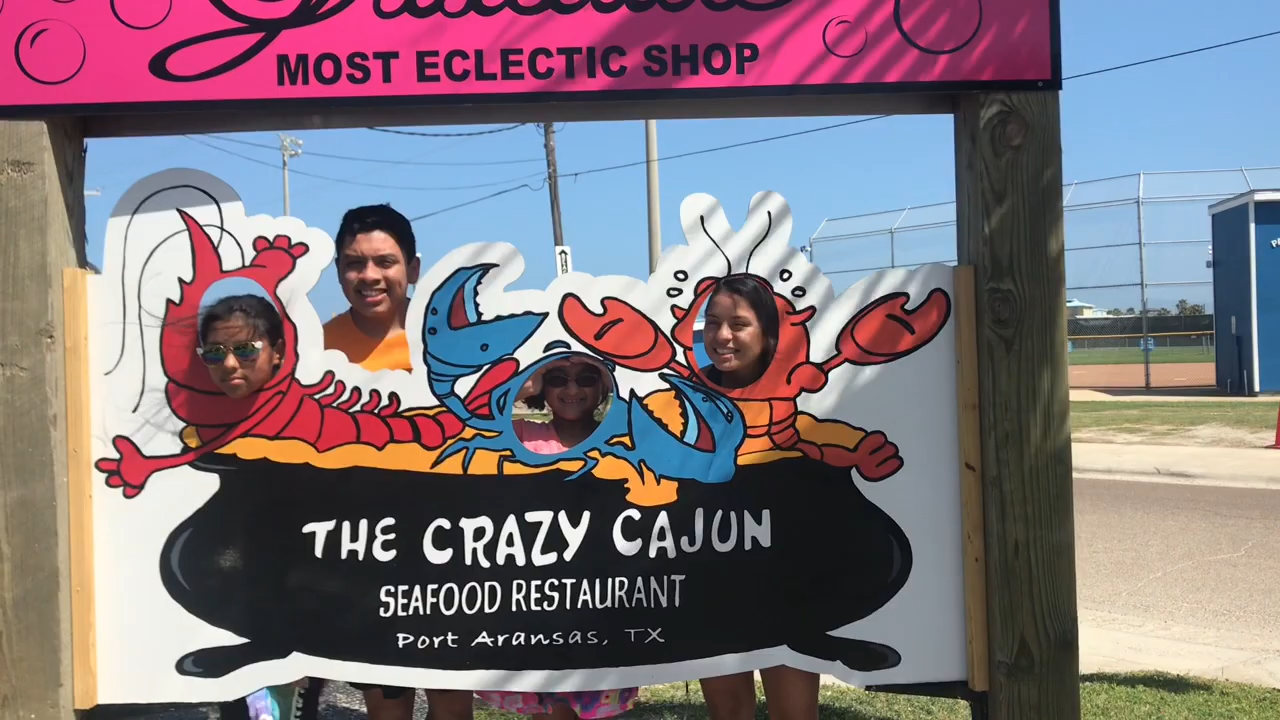 MOST ECLECTIC SHOP
THE CRAZY CAJUN
SEAFOOD RESTAURANT
Port Aransas, TX